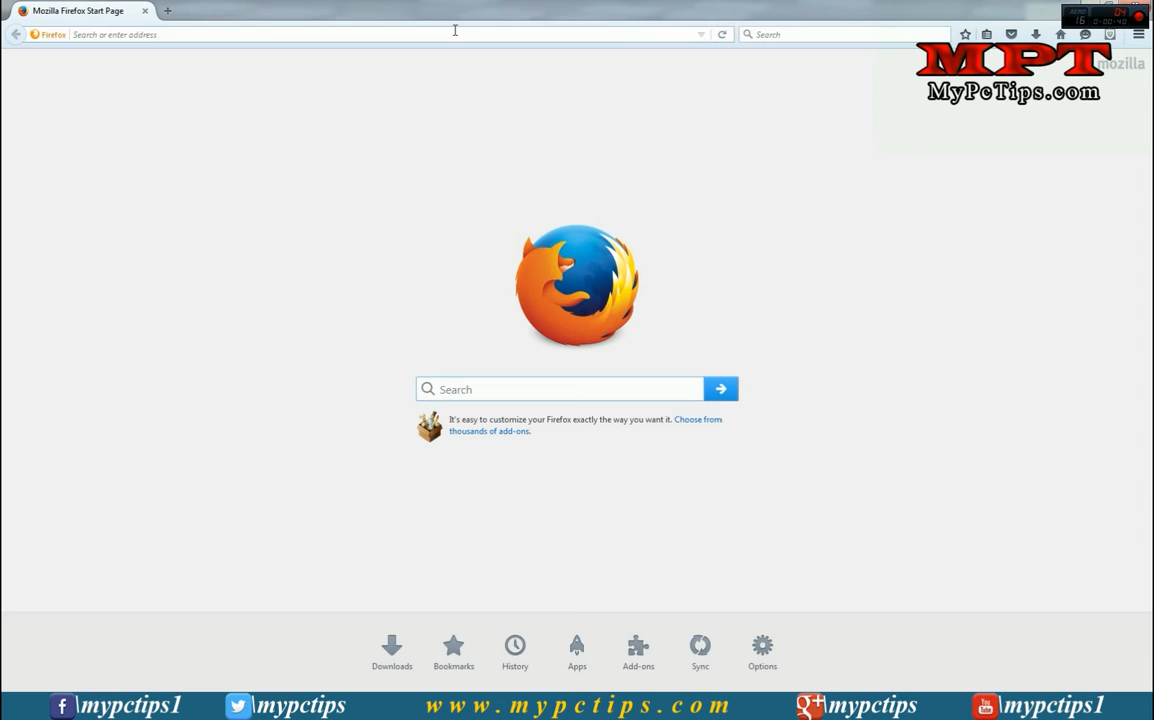 Mozilla Firefox Start Page
Firefox Search or enter address
Search
MPT
mozilla
MyPcTips.com
Search
It's easy to customize your Firefox exactly the way you want it. Choose from
thousands of add-ons.
Downloads Bookmarks History Apps Add-ons Sync Options
\mypctips1 \mypctips www.mypctips.com g+ \mypctips You Tube \mypctips1